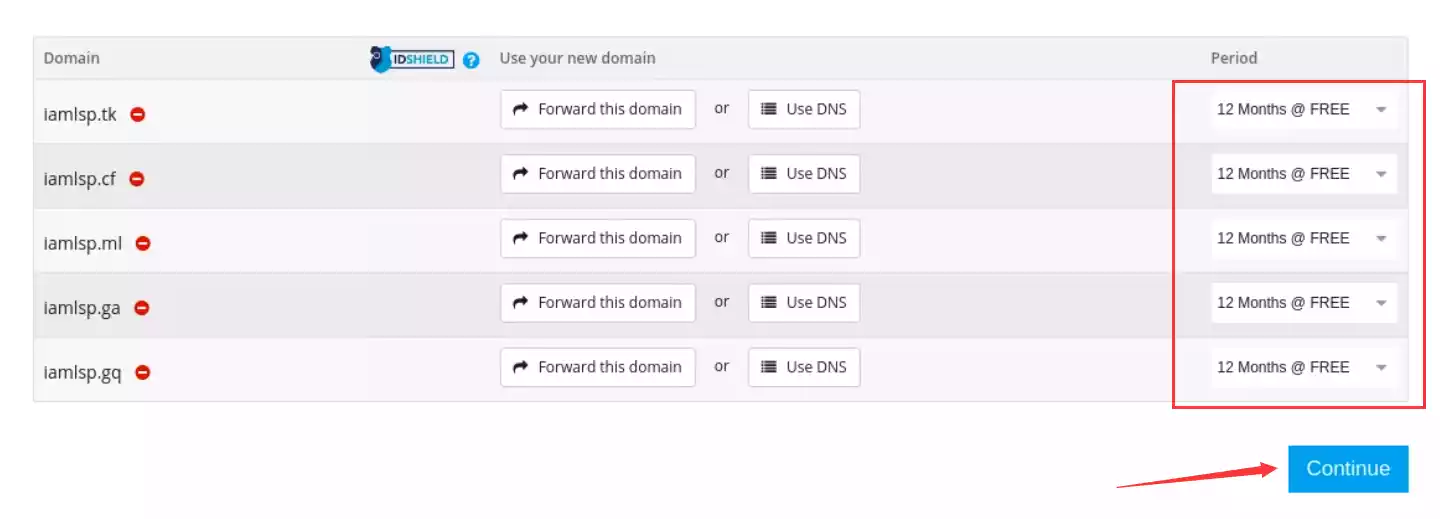 Domain IDSHIELD ? Use your new domain Period
iamlsp.tk Forward this domain or Use DNS 12 Months @ FREE
iamlsp.cf Forward this domain or Use DNS 12 Months @ FREE
iamlsp.ml Forward this domain or Use DNS 12 Months @ FREE
iamlsp.ga Forward this domain or Use DNS 12 Months @ FREE
iamlsp.gq Forward this domain or Use DNS 12 Months @ FREE
Continue